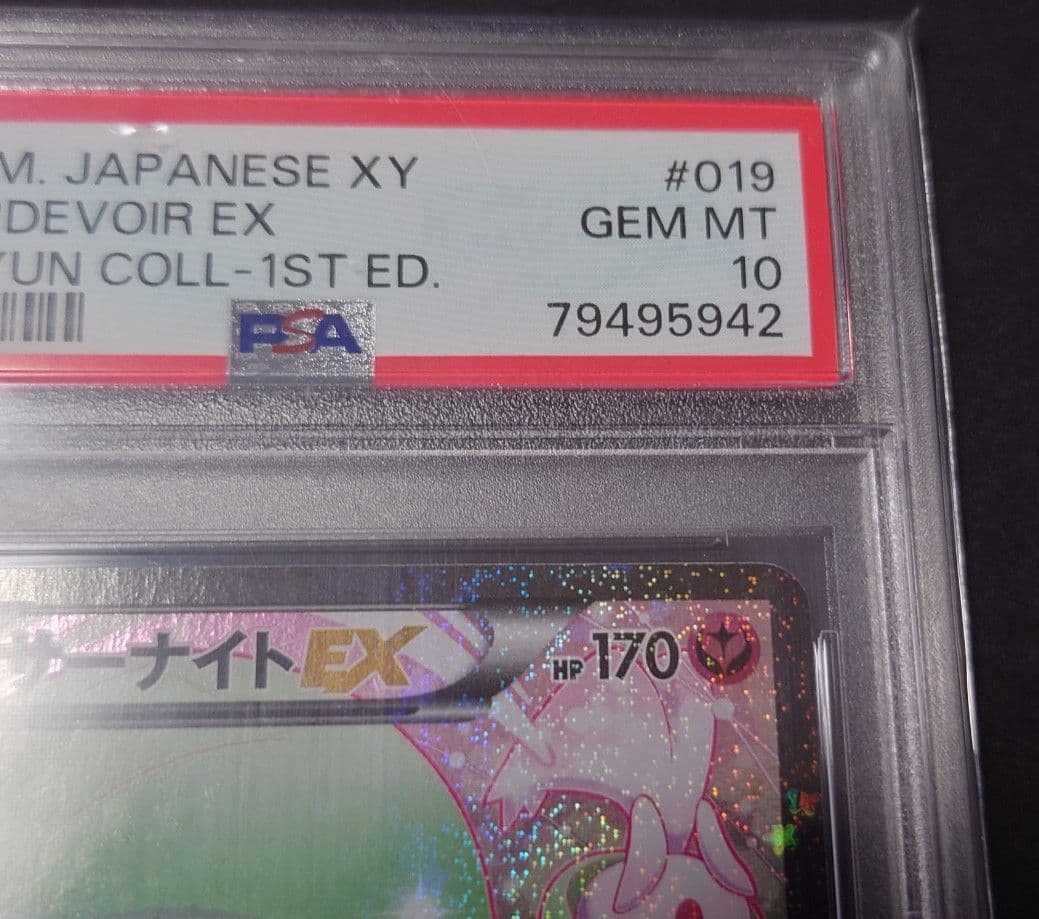 M. JAPANESE XY #019
RDEVOIR EX GEM MT
YUN COLL-1ST ED. 10
PSA 79495942
サーナイトEX HP170